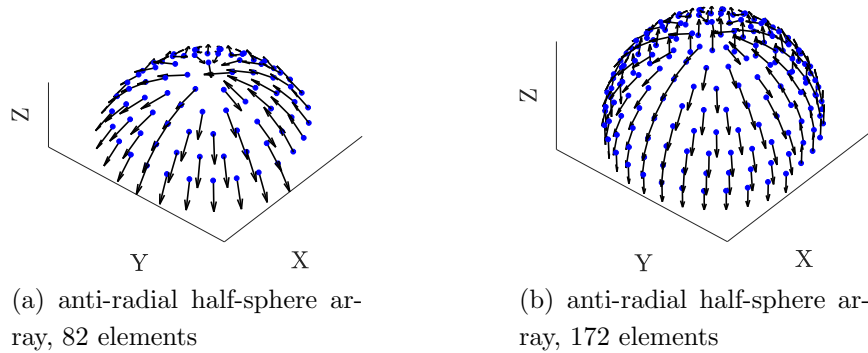 Z
Y
X
(a) anti-radial half-sphere ar-
ray, 82 elements
Z
Y
X
(b) anti-radial half-sphere ar-
ray, 172 elements